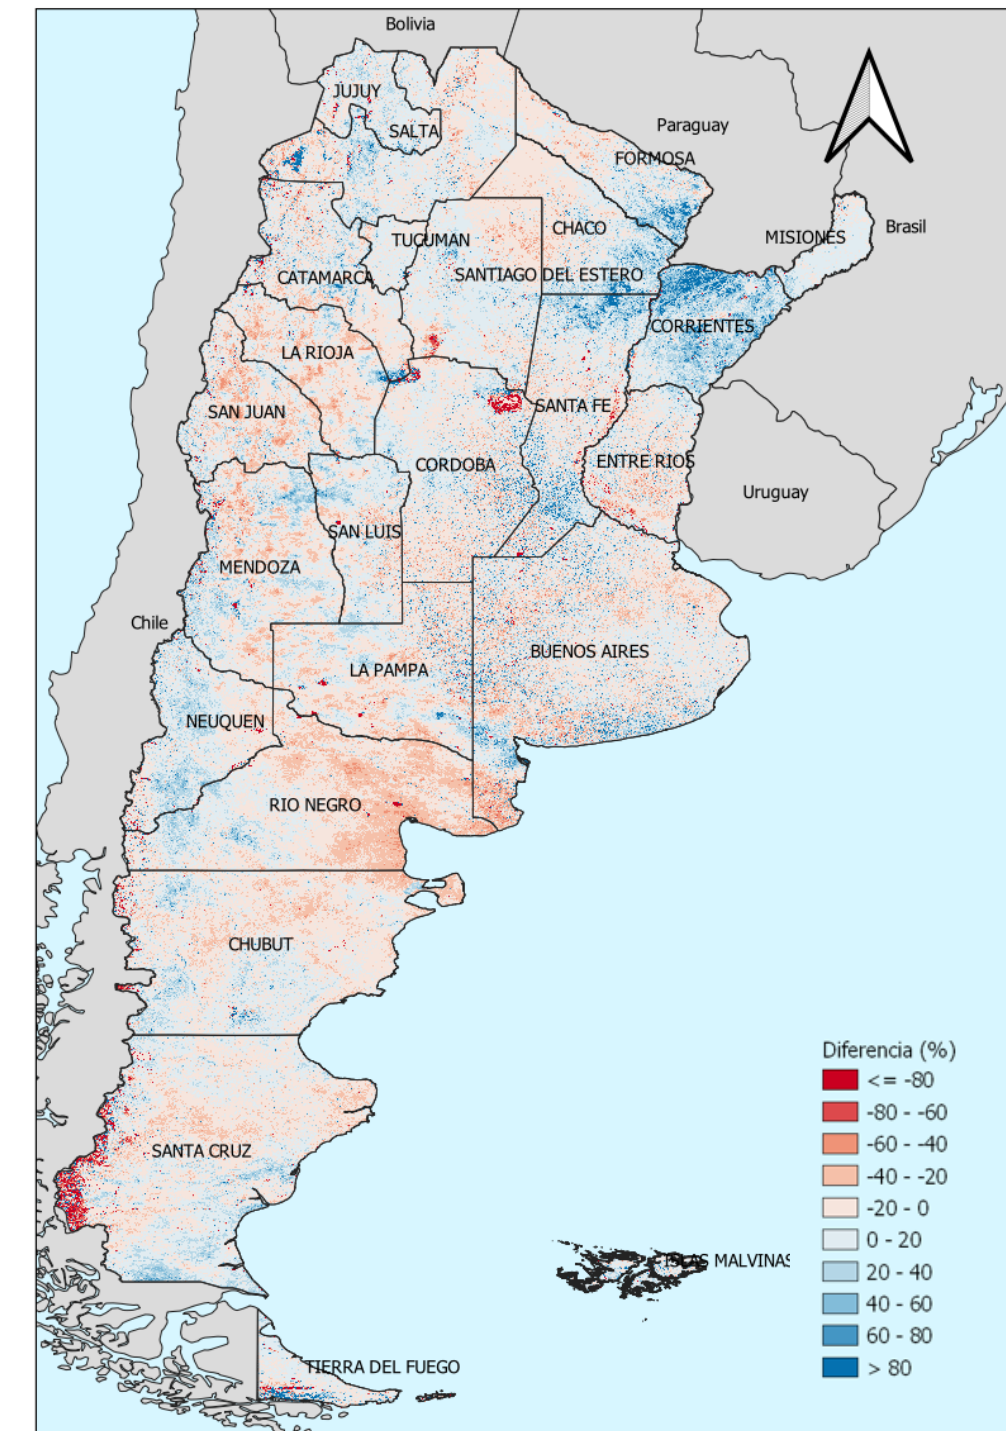 Bolivia
JUJUY
SALTA
Paraguay
FORMOSA
Brasil
CHACO
MISIONES
TUCUMAN
SANTIAGO DEL ESTERO
CATAMARCA
CORRIENTES
LA RIOJA
SANTA FE
SAN JUAN
ENTRE RIOS
CORDOBA
Uruguay
SAN LUIS
MENDOZA
Chile
BUENOS AIRES
LA PAMPA
NEUQUEN
RIO NEGRO
CHUBUT
Diferencia (%)
<= -80
-80 - -60
-60 - -40
-40 - -20
-20 - 0
0 - 20
20 - 40
40 - 60
60 - 80
> 80
SANTA CRUZ
ISLAS MALVINAS
TIERRA DEL FUEGO